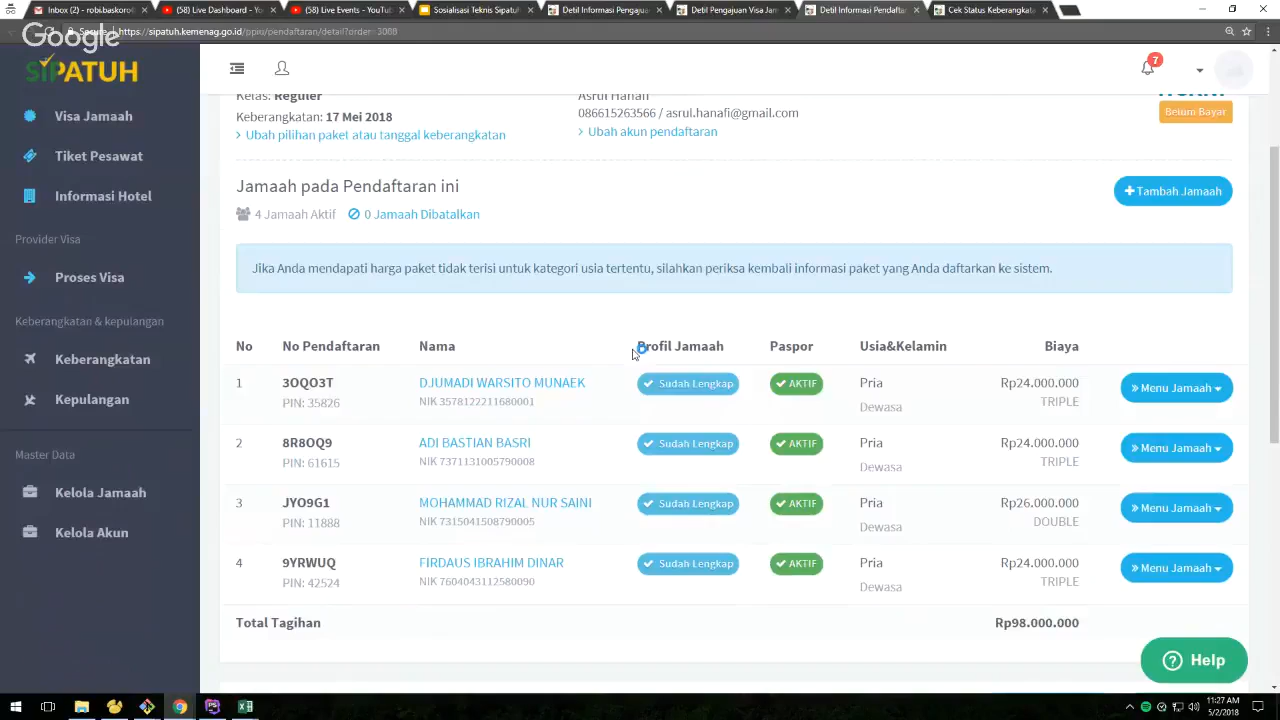 Inbox (2) - robi.baskoro@
(58) Live Dashboard - Yo
(58) Live Events - YouTub
Sosialisasi Teknis Sipatuh
Detil Informasi Pengajua
Detil Pengajuan Visa Jam
Detil Informasi Pendafta
Cek Status Keberangkata
Google
Secure https://sipatuh.kemenag.go.id/ppiu/pendaftaran/detail?order=3088
SIPATUH
7
Visa Jamaah
Tiket Pesawat
Informasi Hotel
Provider Visa
Proses Visa
Keberangkatan & kepulangan
Keberangkatan
Kepulangan
Master Data
Kelola Jamaah
Kelola Akun
Kelas: Reguler
Keberangkatan: 17 Mei 2018
Ubah pilihan paket atau tanggal keberangkatan
Asrul Hanafi
086615263566 / asrul.hanafi@gmail.com
Ubah akun pendaftaran
Belum Bayar
Jamaah pada Pendaftaran ini
Tambah Jamaah
4 Jamaah Aktif 0 Jamaah Dibatalkan
Jika Anda mendapati harga paket tidak terisi untuk kategori usia tertentu, silahkan periksa kembali informasi paket yang Anda daftarkan ke sistem.
No No Pendaftaran Nama Profil Jamaah Paspor Usia&Kelamin Biaya
1 3OQO3T DJUMADI WARSITO MUNAEK Sudah Lengkap AKTIF Pria Rp24.000.000 Menu Jamaah
PIN: 35826 NIK 3578122211680001 Dewasa TRIPLE
2 8R8OQ9 ADI BASTIAN BASRI Sudah Lengkap AKTIF Pria Rp24.000.000 Menu Jamaah
PIN: 61615 NIK 7371131005790008 Dewasa TRIPLE
3 JYO9G1 MOHAMMAD RIZAL NUR SAINI Sudah Lengkap AKTIF Pria Rp26.000.000 Menu Jamaah
PIN: 11888 NIK 7315041508790005 Dewasa DOUBLE
4 9YRWUQ FIRDAUS IBRAHIM DINAR Sudah Lengkap AKTIF Pria Rp24.000.000 Menu Jamaah
PIN: 42524 NIK 7604043112580090 Dewasa TRIPLE
Total Tagihan Rp98.000.000
Help
11:27 AM
5/2/2018